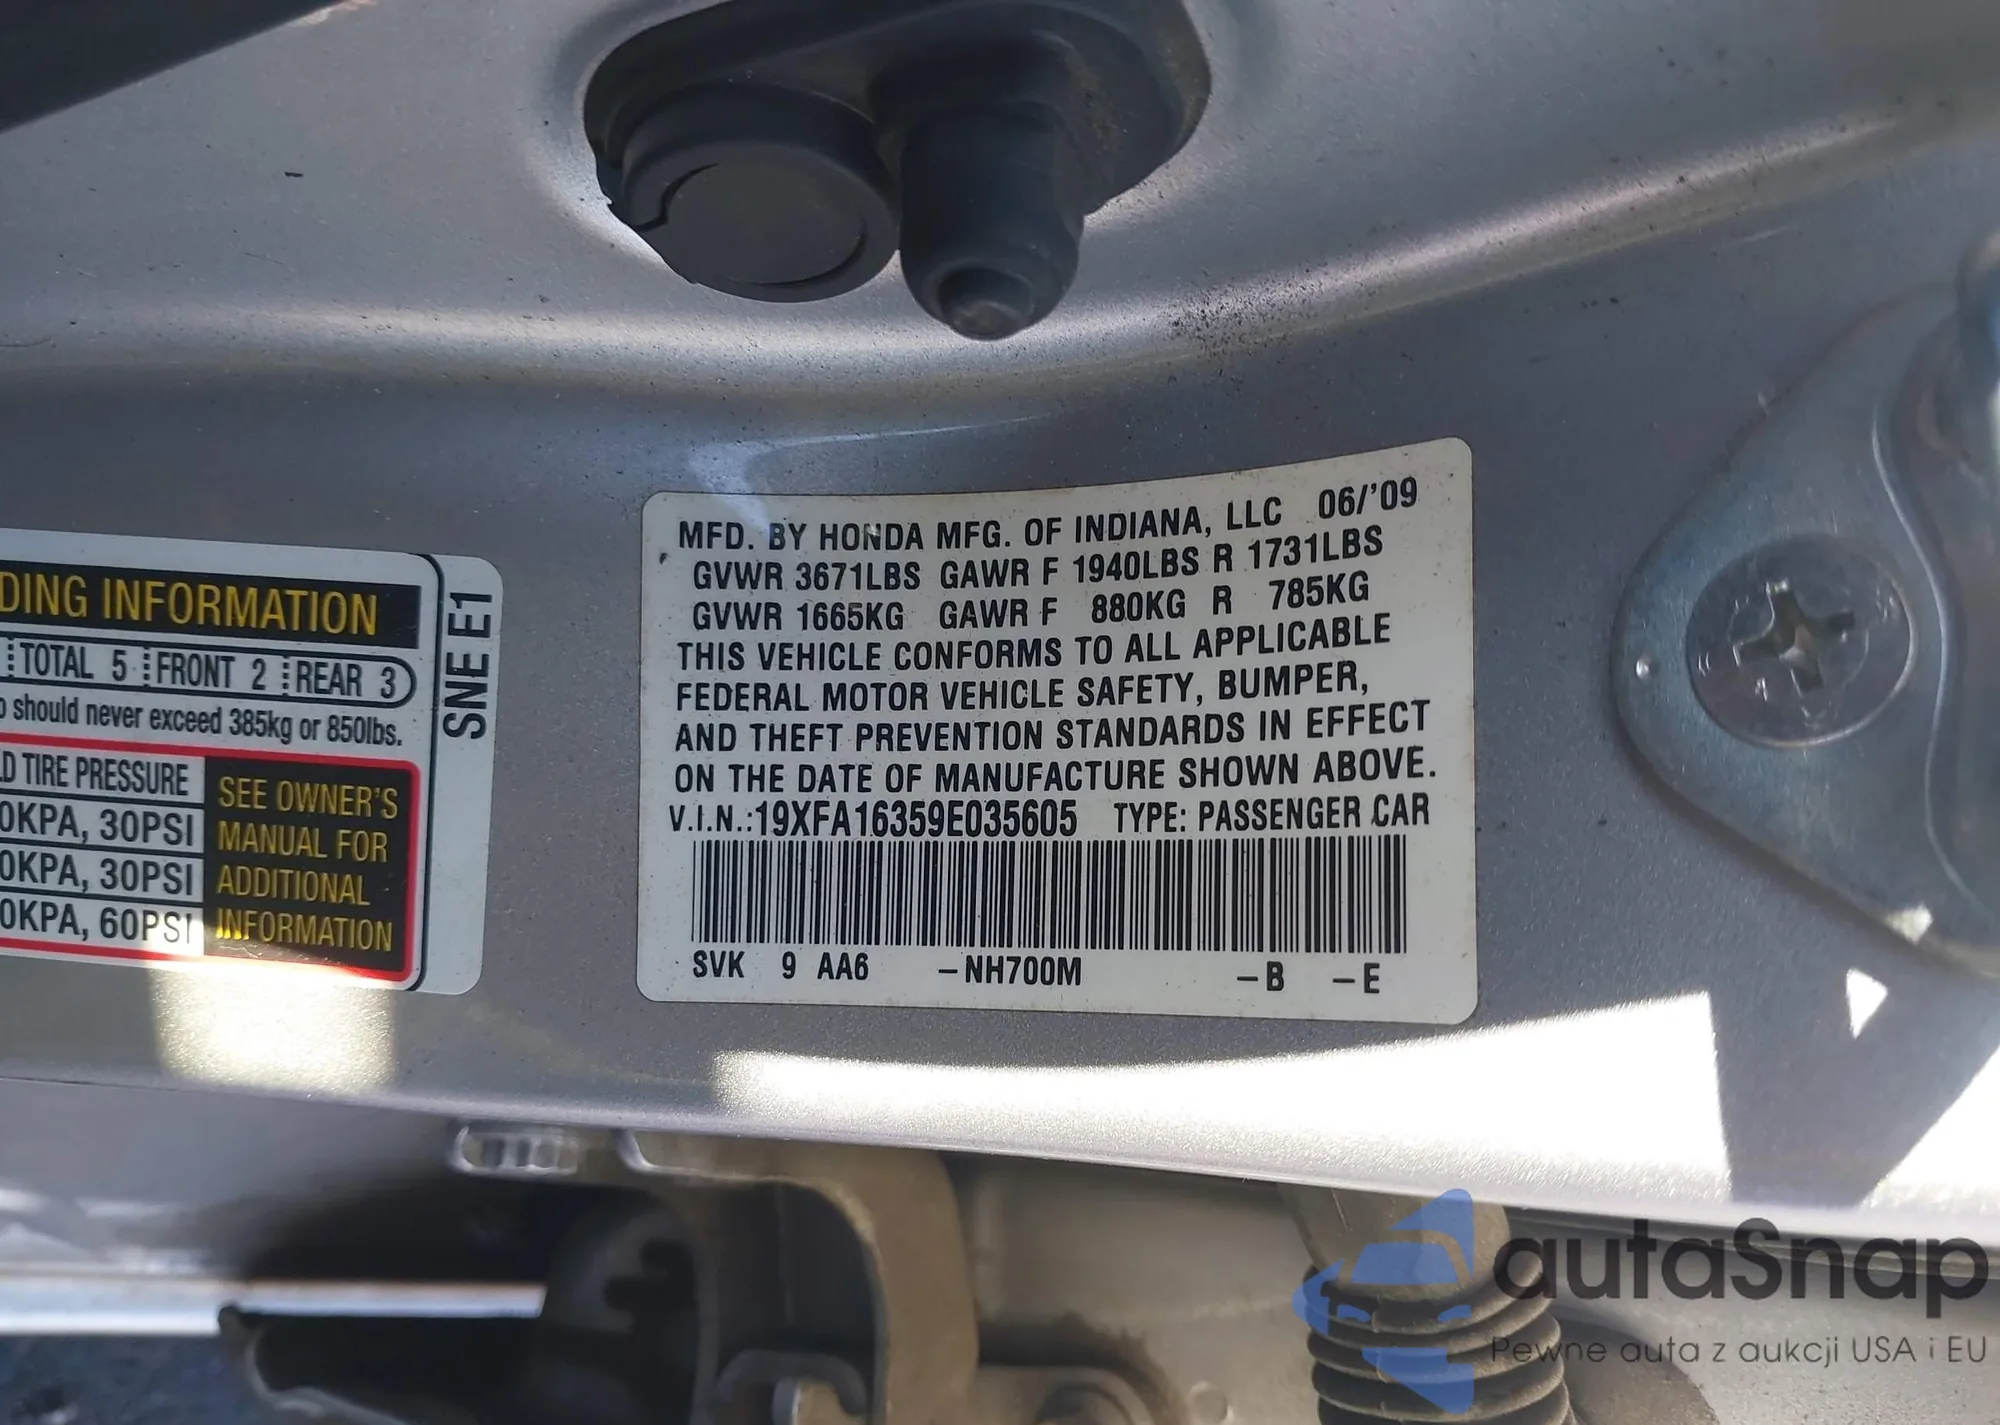 MFD. BY HONDA MFG. OF INDIANA, LLC 06/'09
GVWR 3671LBS GAWR F 1940LBS R 1731LBS
GVWR 1665KG GAWR F 880KG R 785KG
THIS VEHICLE CONFORMS TO ALL APPLICABLE
FEDERAL MOTOR VEHICLE SAFETY, BUMPER,
AND THEFT PREVENTION STANDARDS IN EFFECT
ON THE DATE OF MANUFACTURE SHOWN ABOVE.
V.I.N.:19XFA16359E035605 TYPE: PASSENGER CAR
SVK 9 AA6 -NH700M -B -E
DING INFORMATION
TOTAL 5 FRONT 2 REAR 3
o should never exceed 385kg or 850lbs.
D TIRE PRESSURE
0KPA, 30PSI
0KPA, 30PSI
0KPA, 60PSI
SEE OWNER'S
MANUAL FOR
ADDITIONAL
INFORMATION
SNE E1
autaSnap
Pewne auta z aukcji USA i EU